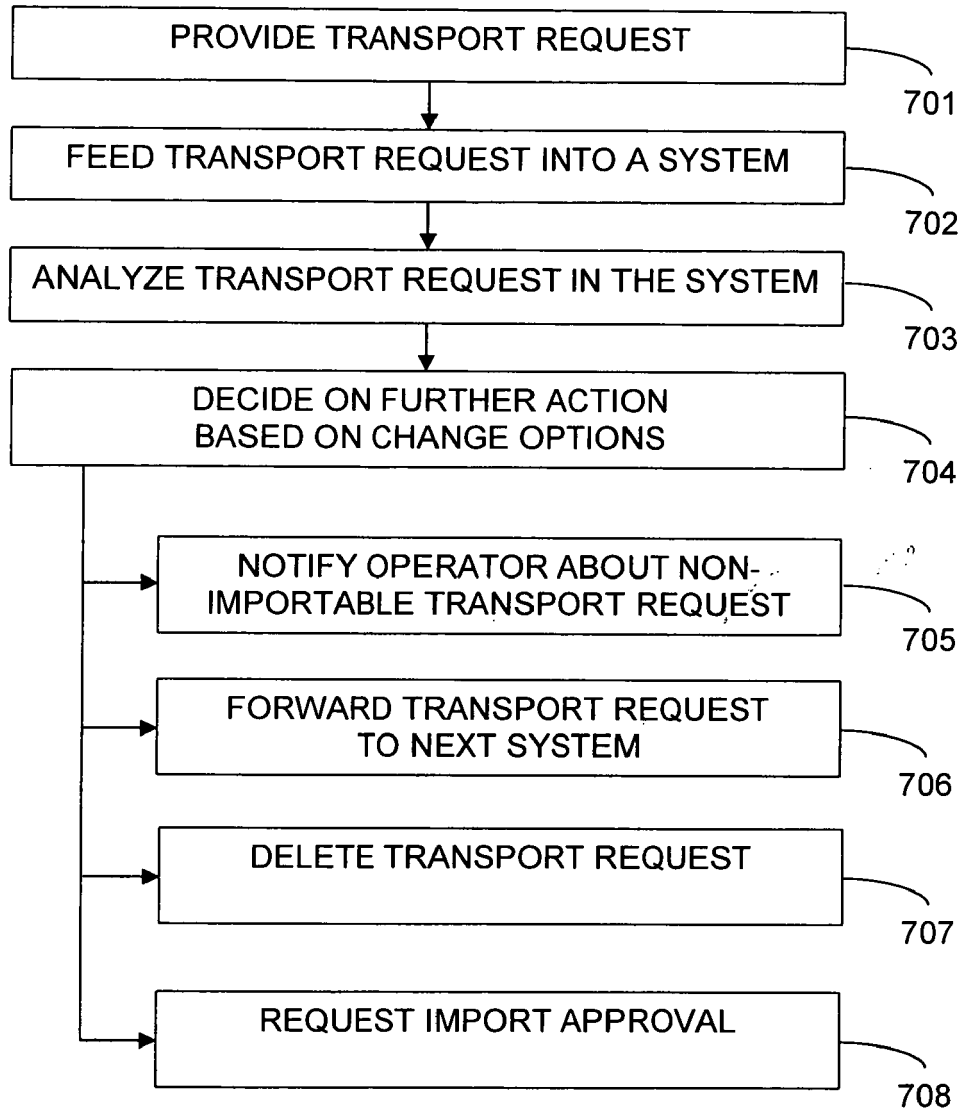 PROVIDE TRANSPORT REQUEST
701
FEED TRANSPORT REQUEST INTO A SYSTEM
702
ANALYZE TRANSPORT REQUEST IN THE SYSTEM
703
DECIDE ON FURTHER ACTION
BASED ON CHANGE OPTIONS
704
NOTIFY OPERATOR ABOUT NON-
IMPORTABLE TRANSPORT REQUEST
705
FORWARD TRANSPORT REQUEST
TO NEXT SYSTEM
706
DELETE TRANSPORT REQUEST
707
REQUEST IMPORT APPROVAL
708